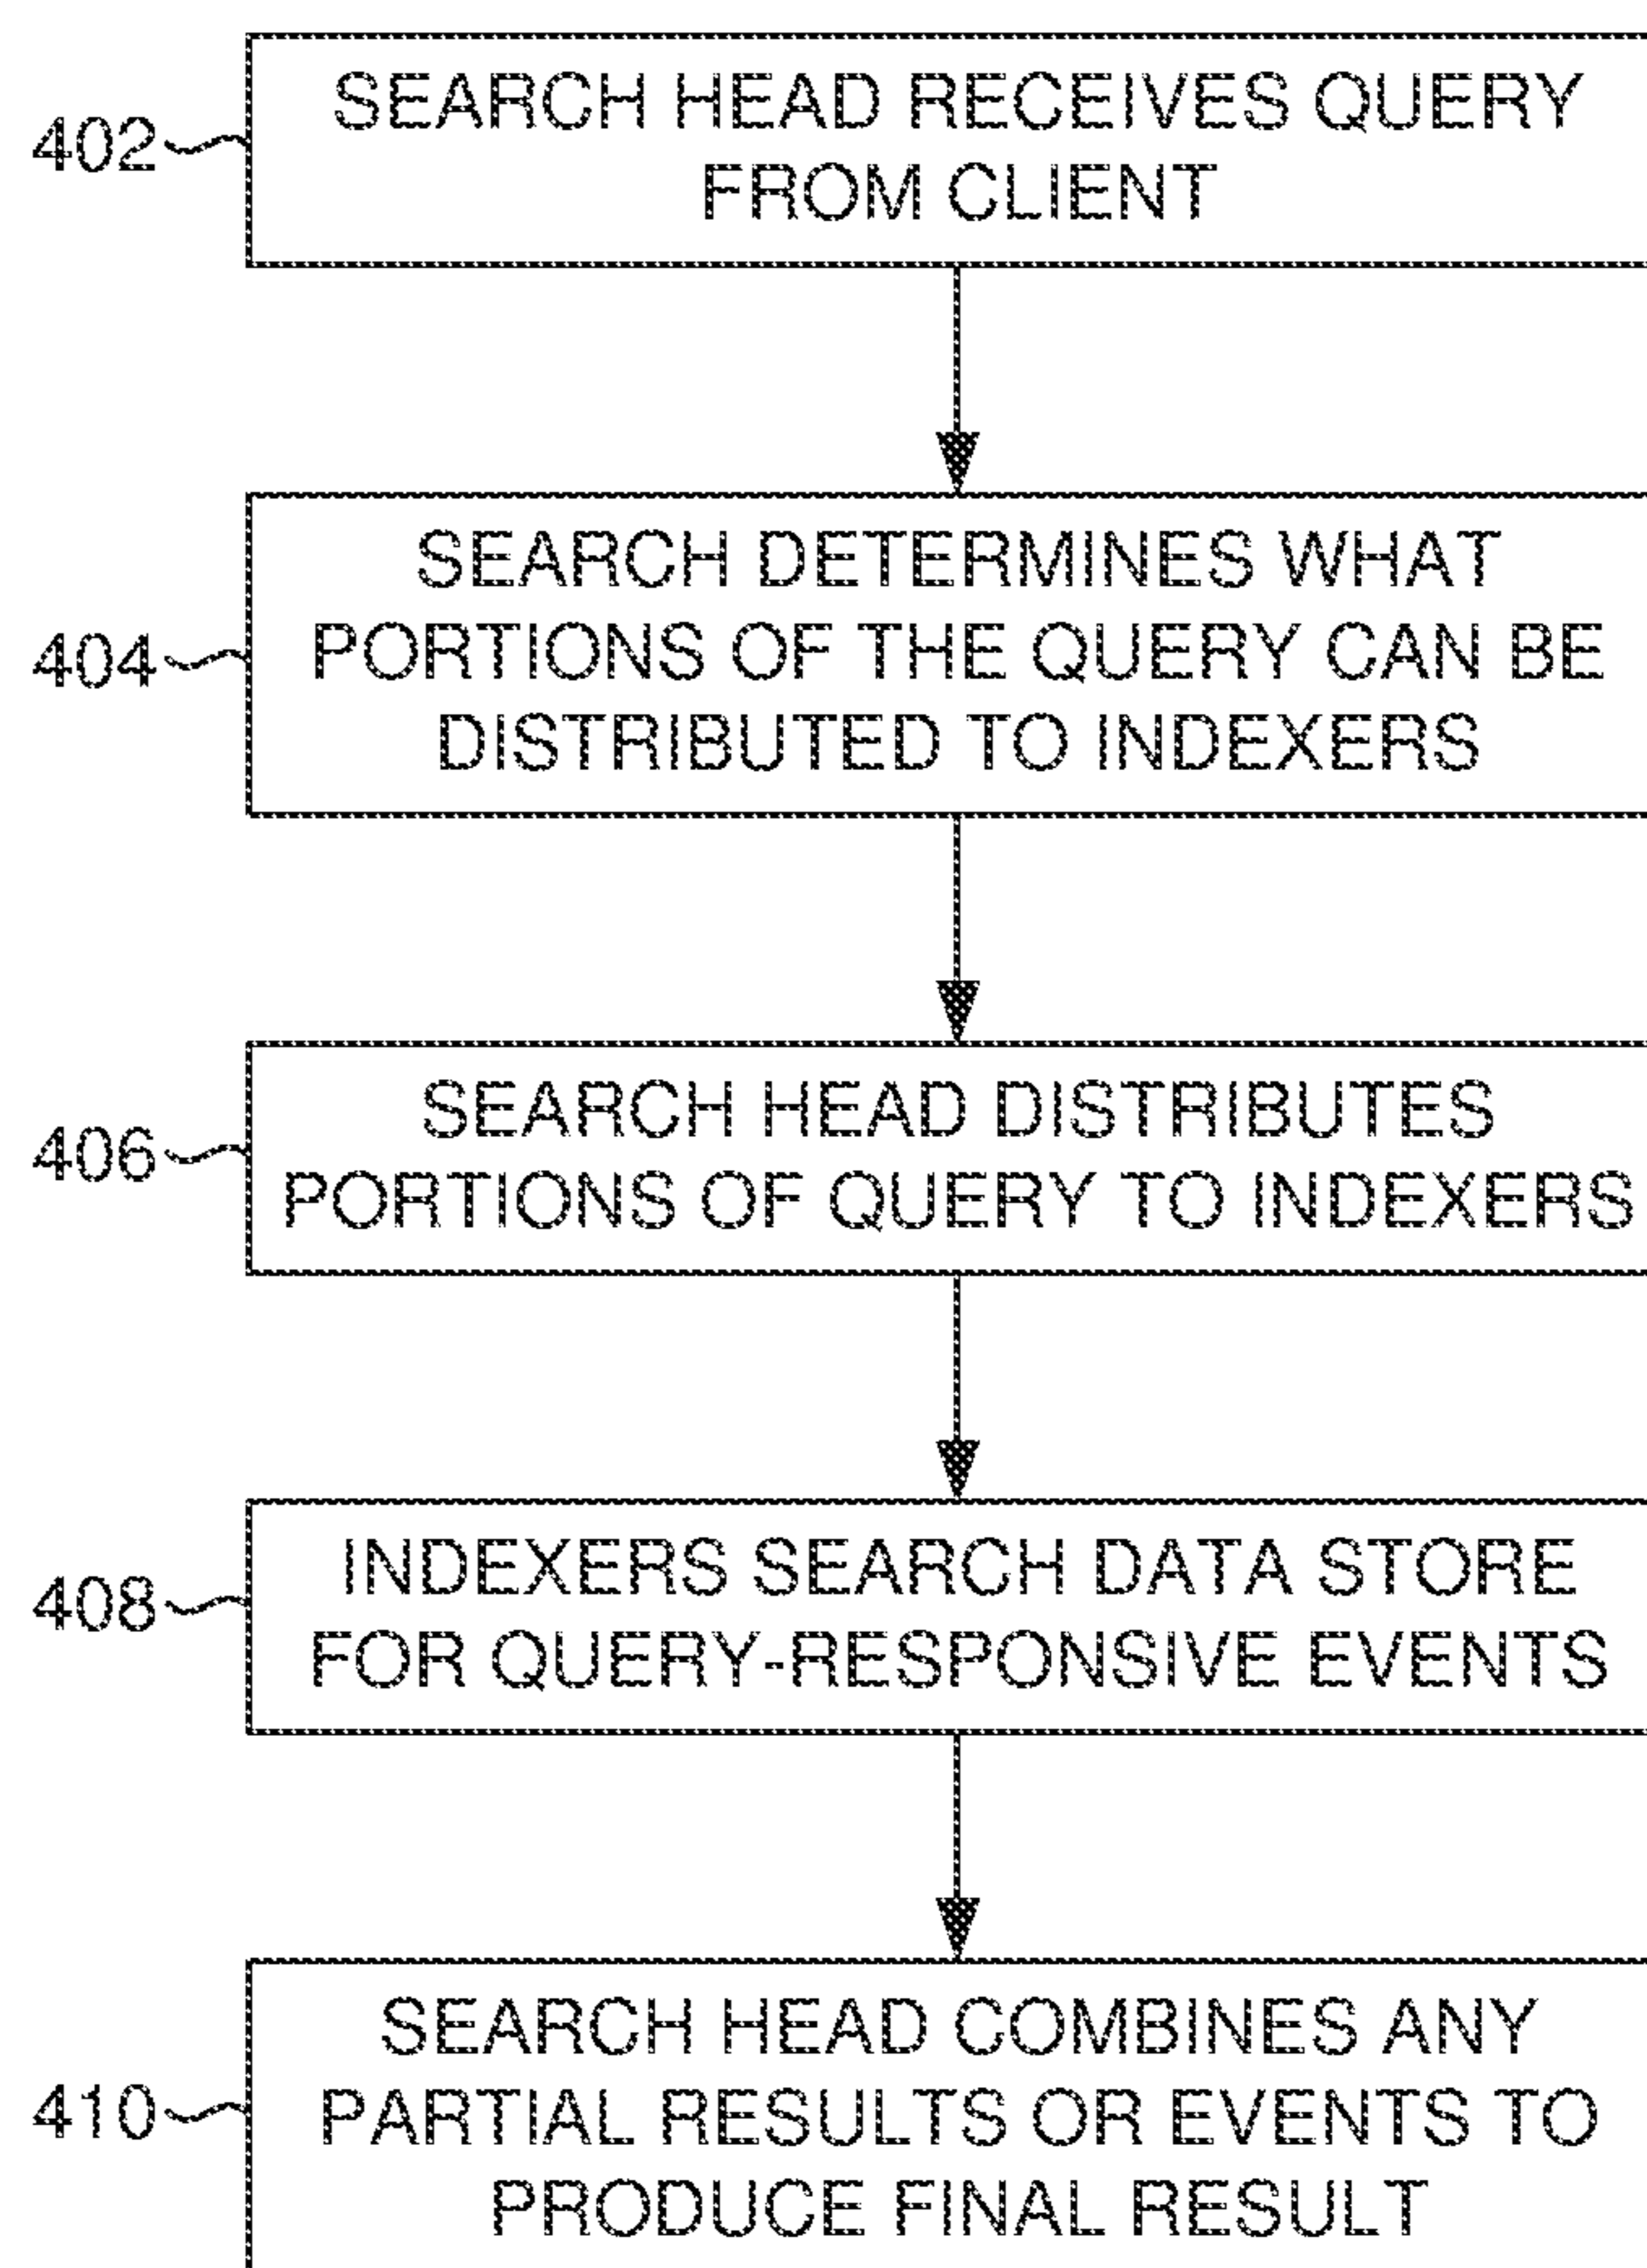 402
SEARCH HEAD RECEIVES QUERY
FROM CLIENT
404
SEARCH DETERMINES WHAT
PORTIONS OF THE QUERY CAN BE
DISTRIBUTED TO INDEXERS
406
SEARCH HEAD DISTRIBUTES
PORTIONS OF QUERY TO INDEXERS
408
INDEXERS SEARCH DATA STORE
FOR QUERY-RESPONSIVE EVENTS
410
SEARCH HEAD COMBINES ANY
PARTIAL RESULTS OR EVENTS TO
PRODUCE FINAL RESULT